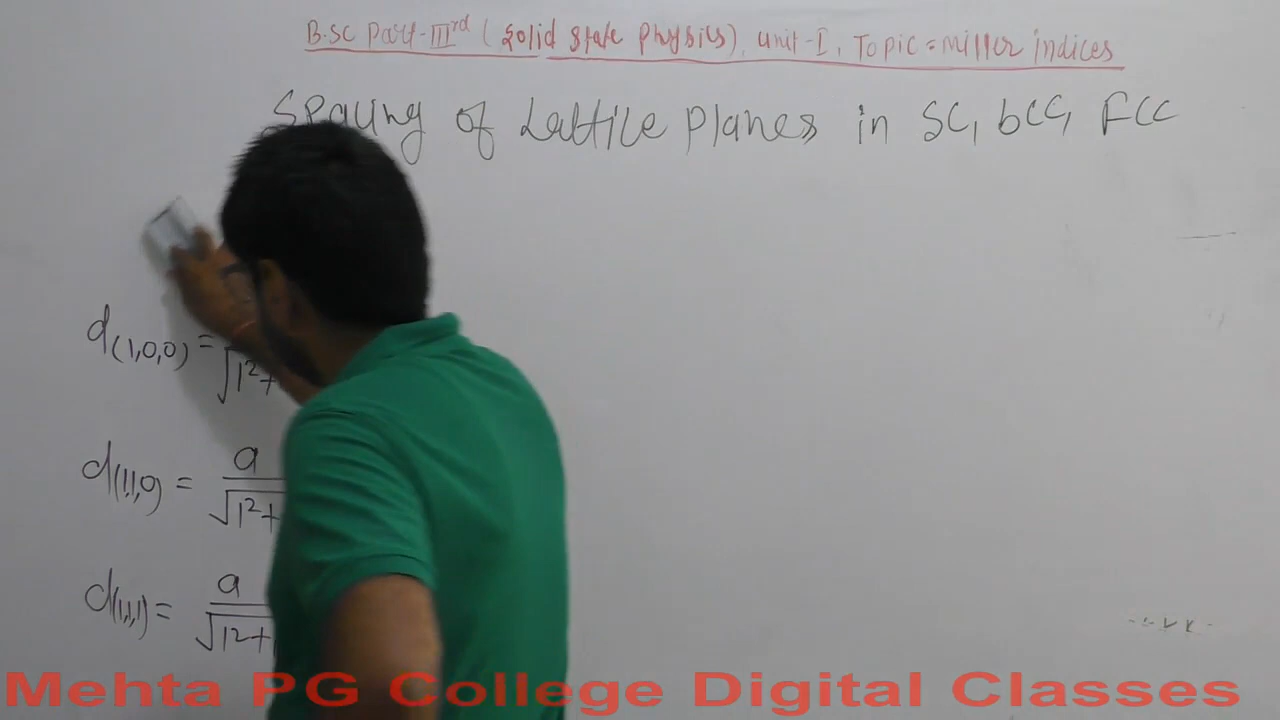 B.SC Part-IIIrd (Solid State Physics), Unit-I, Topic = Miller indices
Spacing of Lattice Planes in SC, bCC, FCC
d(1,0,0) =
√1²+
d(1,1,0) = a
√1²+
d(1,1,1) = a
√1²+
Mehta PG College Digital Classes